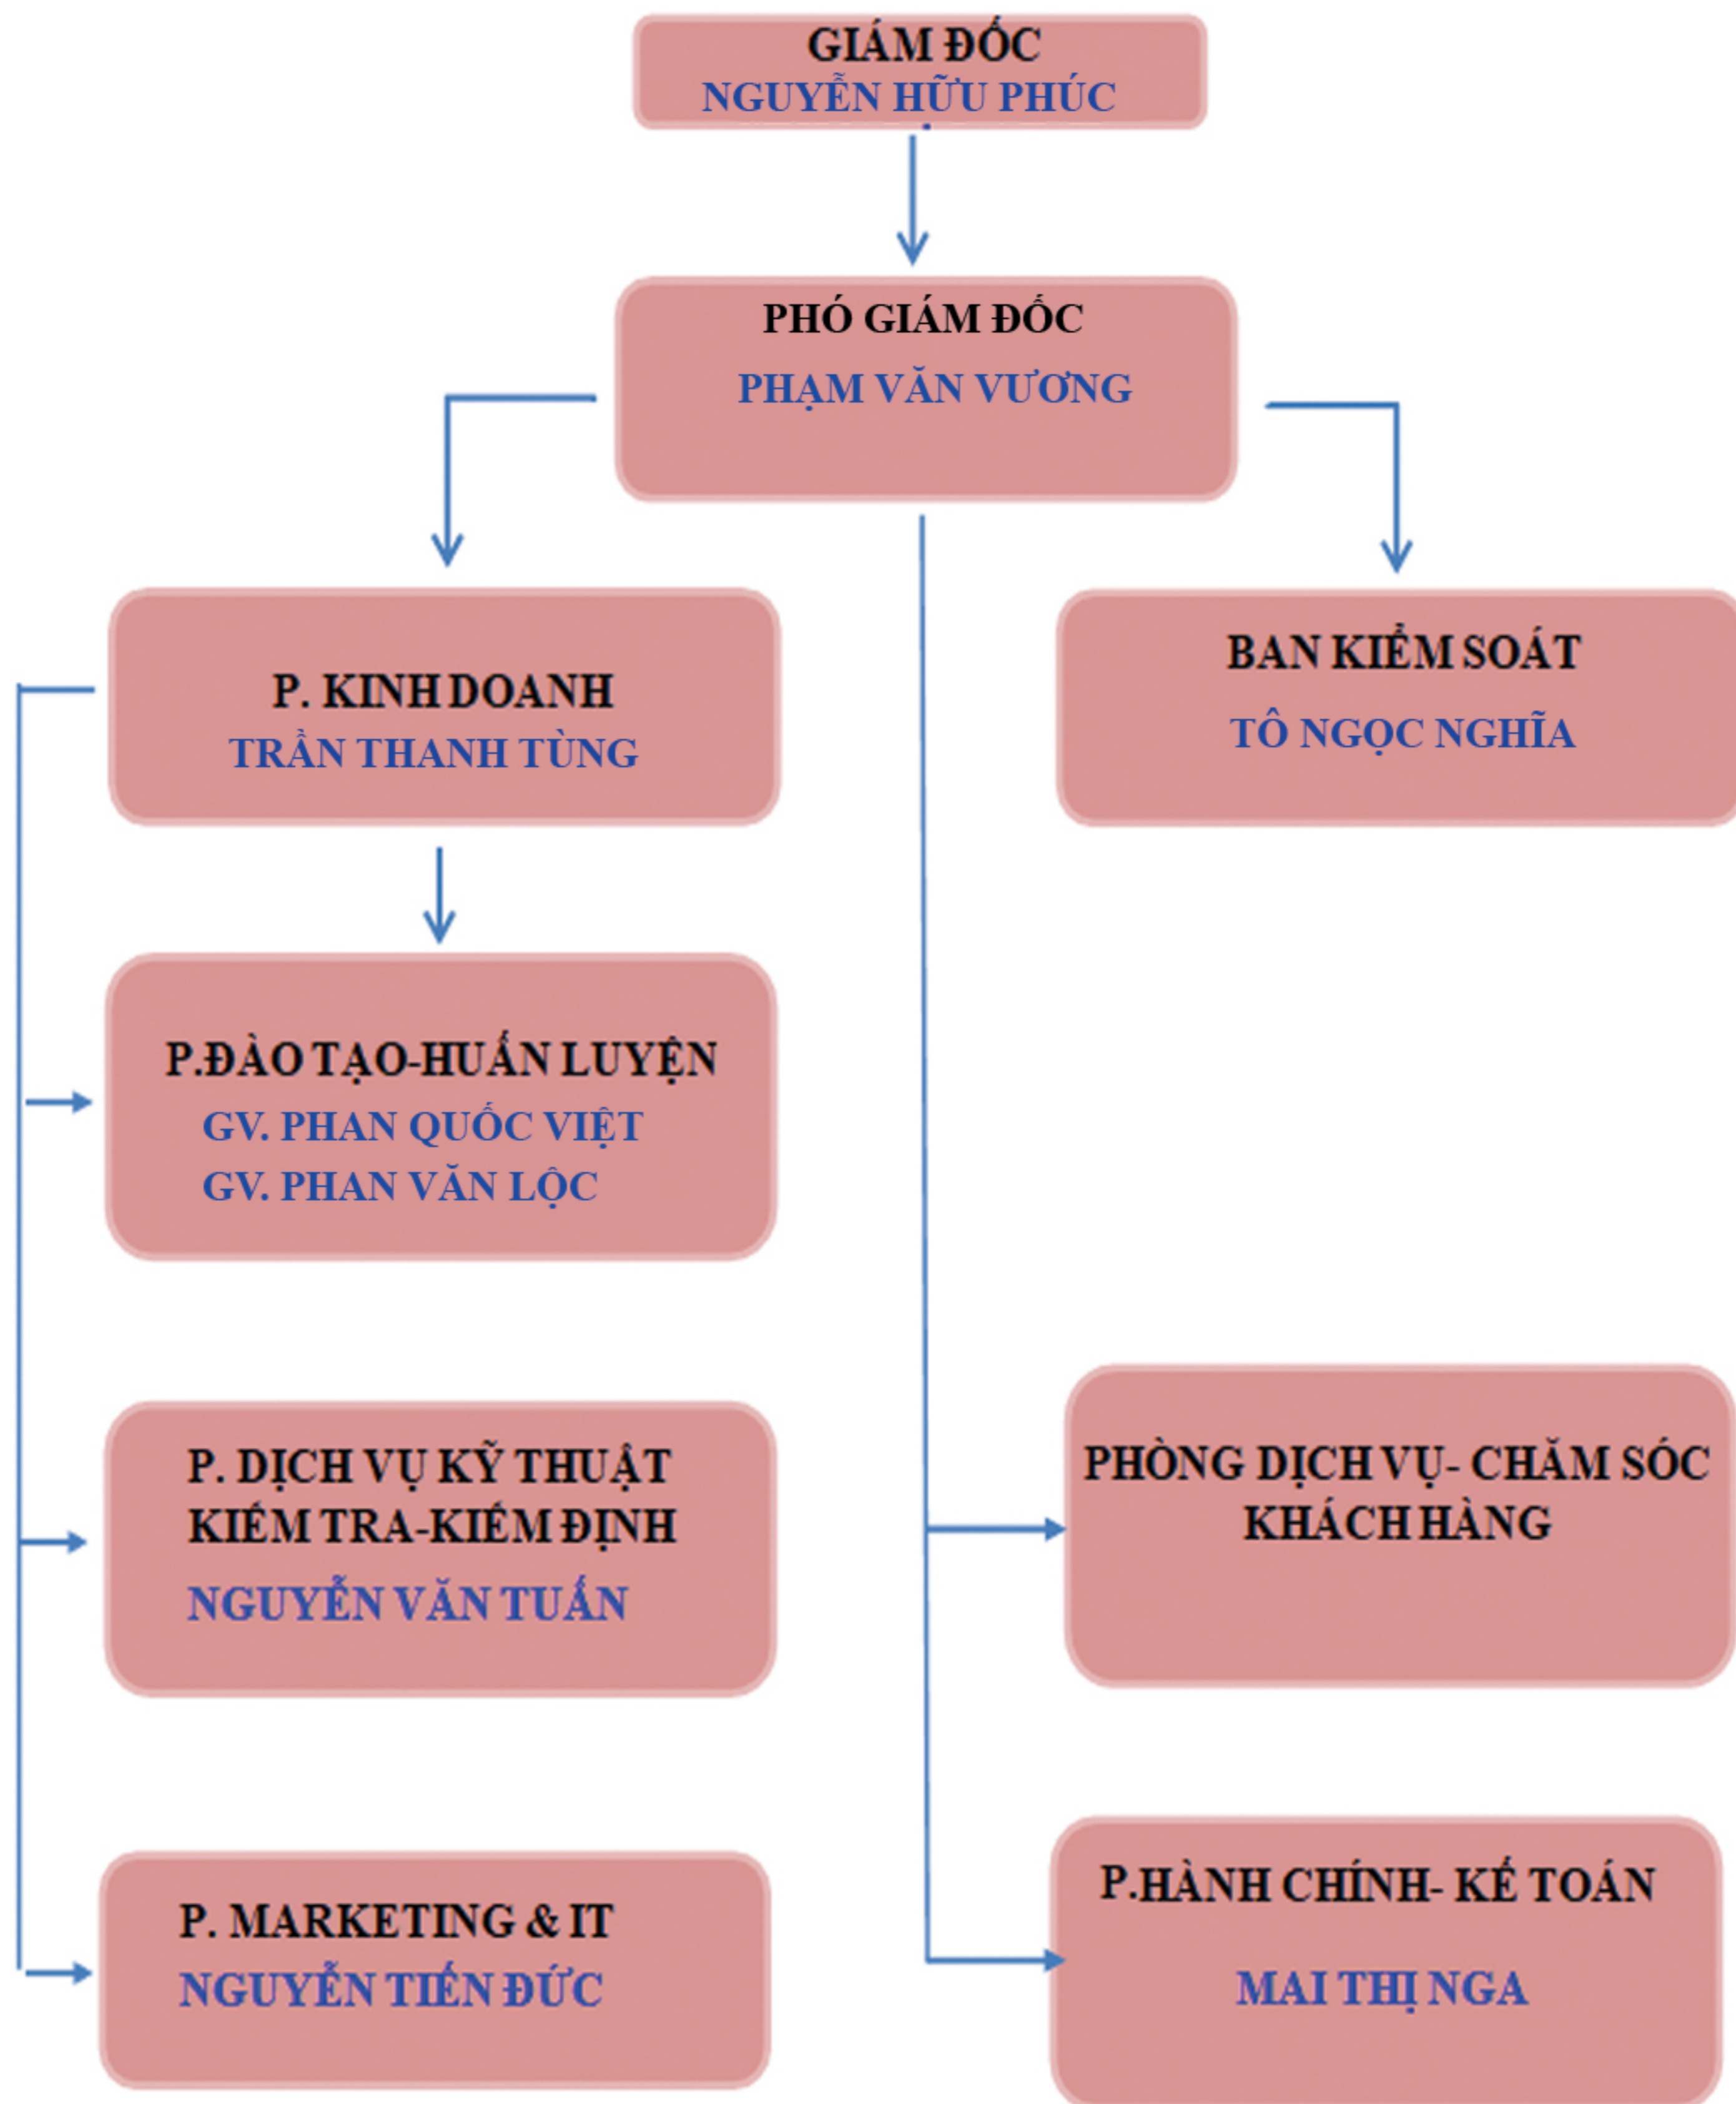 GIÁM ĐỐC
NGUYỄN HỮU PHÚC
PHÓ GIÁM ĐỐC
PHẠM VĂN VƯƠNG
P. KINH DOANH
TRẦN THANH TÙNG
BAN KIỂM SOÁT
TÔ NGỌC NGHĨA
P.ĐÀO TẠO-HUẤN LUYỆN
GV. PHAN QUỐC VIỆT
GV. PHAN VĂN LỘC
P. DỊCH VỤ KỸ THUẬT
KIỂM TRA-KIỂM ĐỊNH
NGUYỄN VĂN TUẤN
PHÒNG DỊCH VỤ- CHĂM SÓC
KHÁCH HÀNG
P. MARKETING & IT
NGUYỄN TIẾN ĐỨC
P.HÀNH CHÍNH- KẾ TOÁN
MAI THỊ NGA